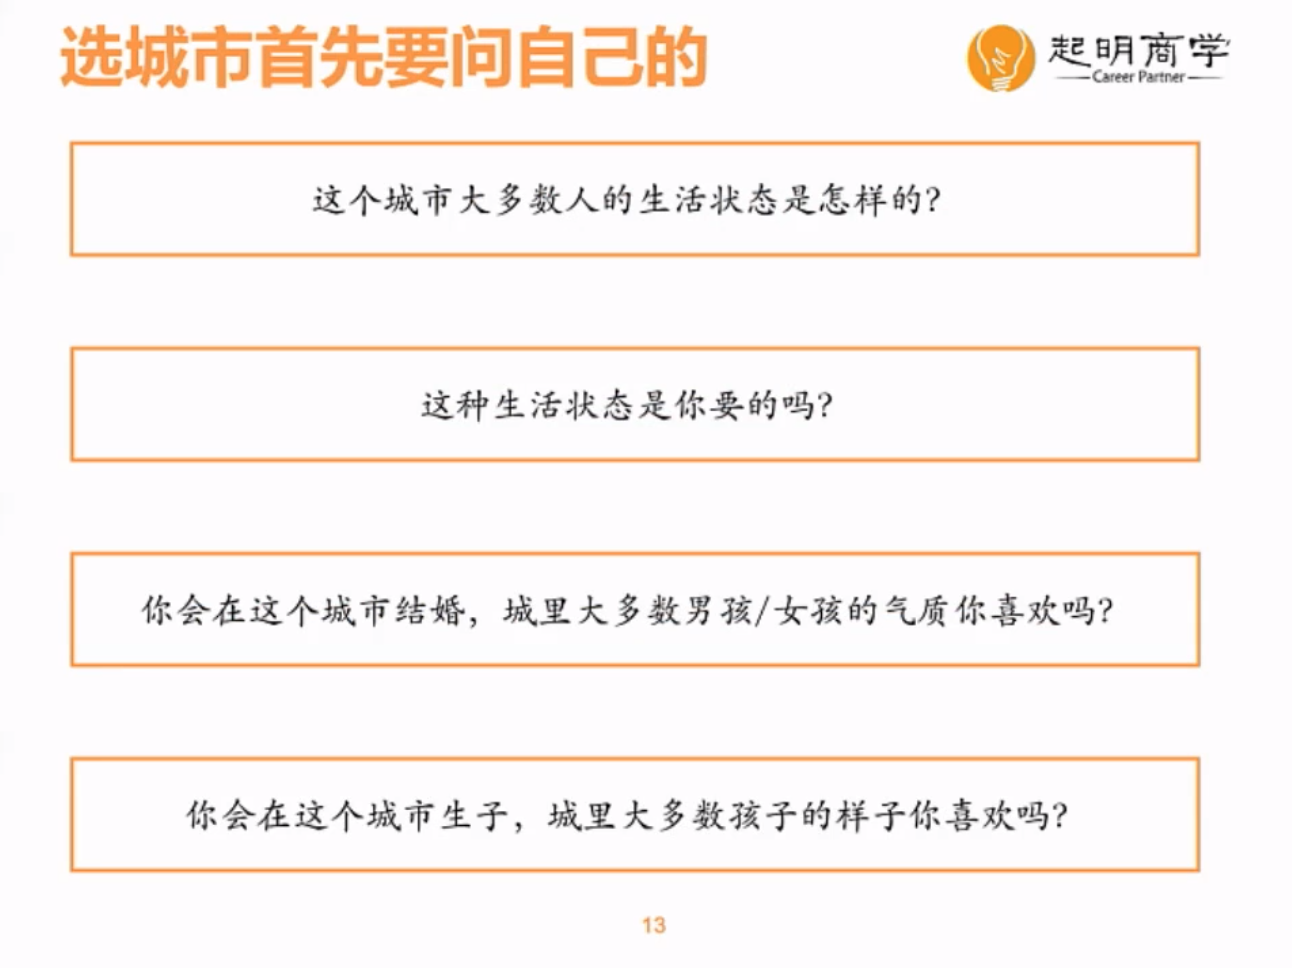 选城市首先要问自己的
起明商学
Career Partner
这个城市大多数人的生活状态是怎样的？
这种生活状态是你要的吗？
你会在这个城市结婚，城里大多数男孩/女孩的气质你喜欢吗？
你会在这个城市生子，城里大多数孩子的样子你喜欢吗？
13